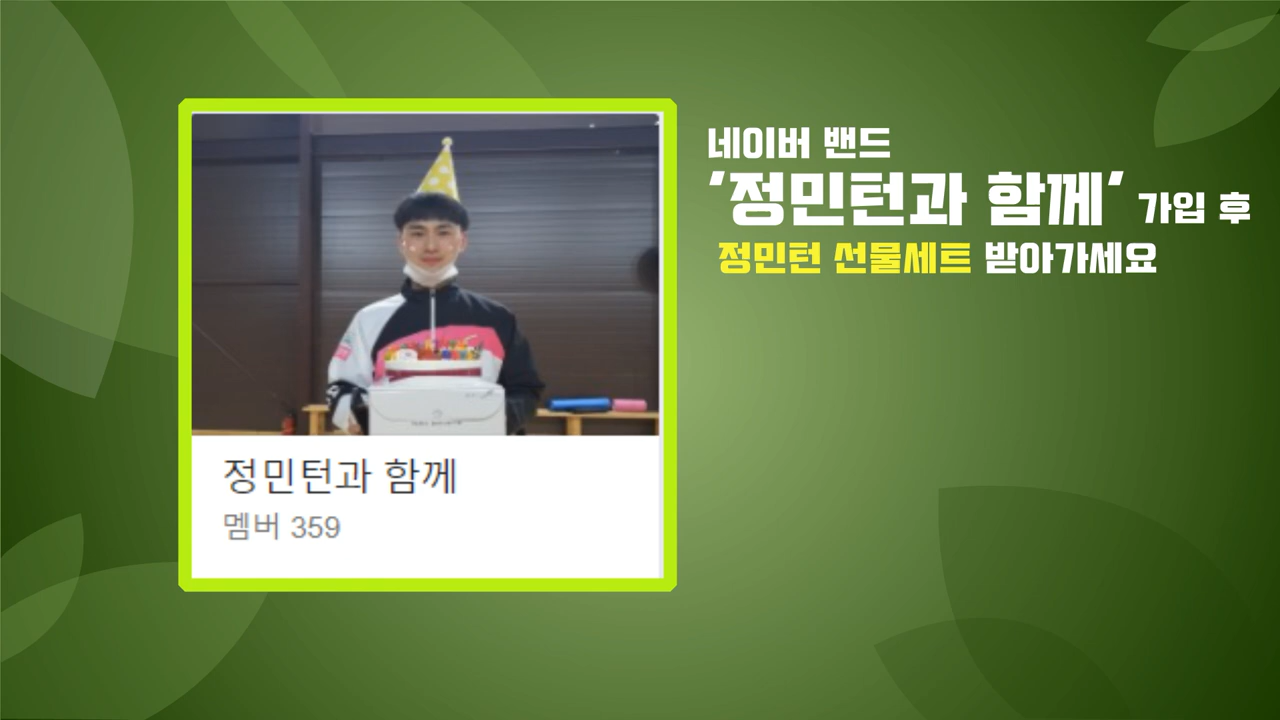 네이버 밴드
'정민턴과 함께' 가입 후
정민턴 선물세트 받아가세요
정민턴과 함께
멤버 359